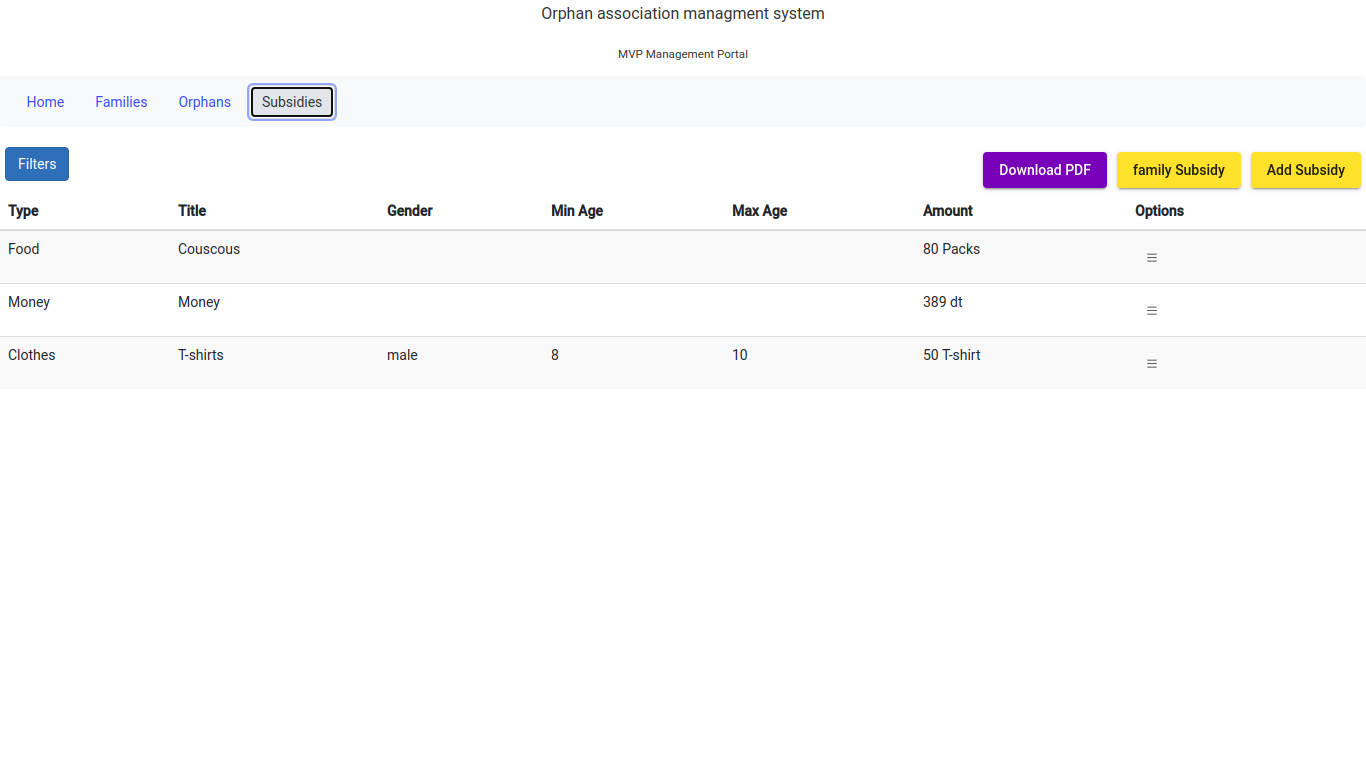 Orphan association managment system
MVP Management Portal
Home Families Orphans Subsidies
Filters Download PDF family Subsidy Add Subsidy
Type Title Gender Min Age Max Age Amount Options
Food Couscous 80 Packs
Money Money 389 dt
Clothes T-shirts male 8 10 50 T-shirt